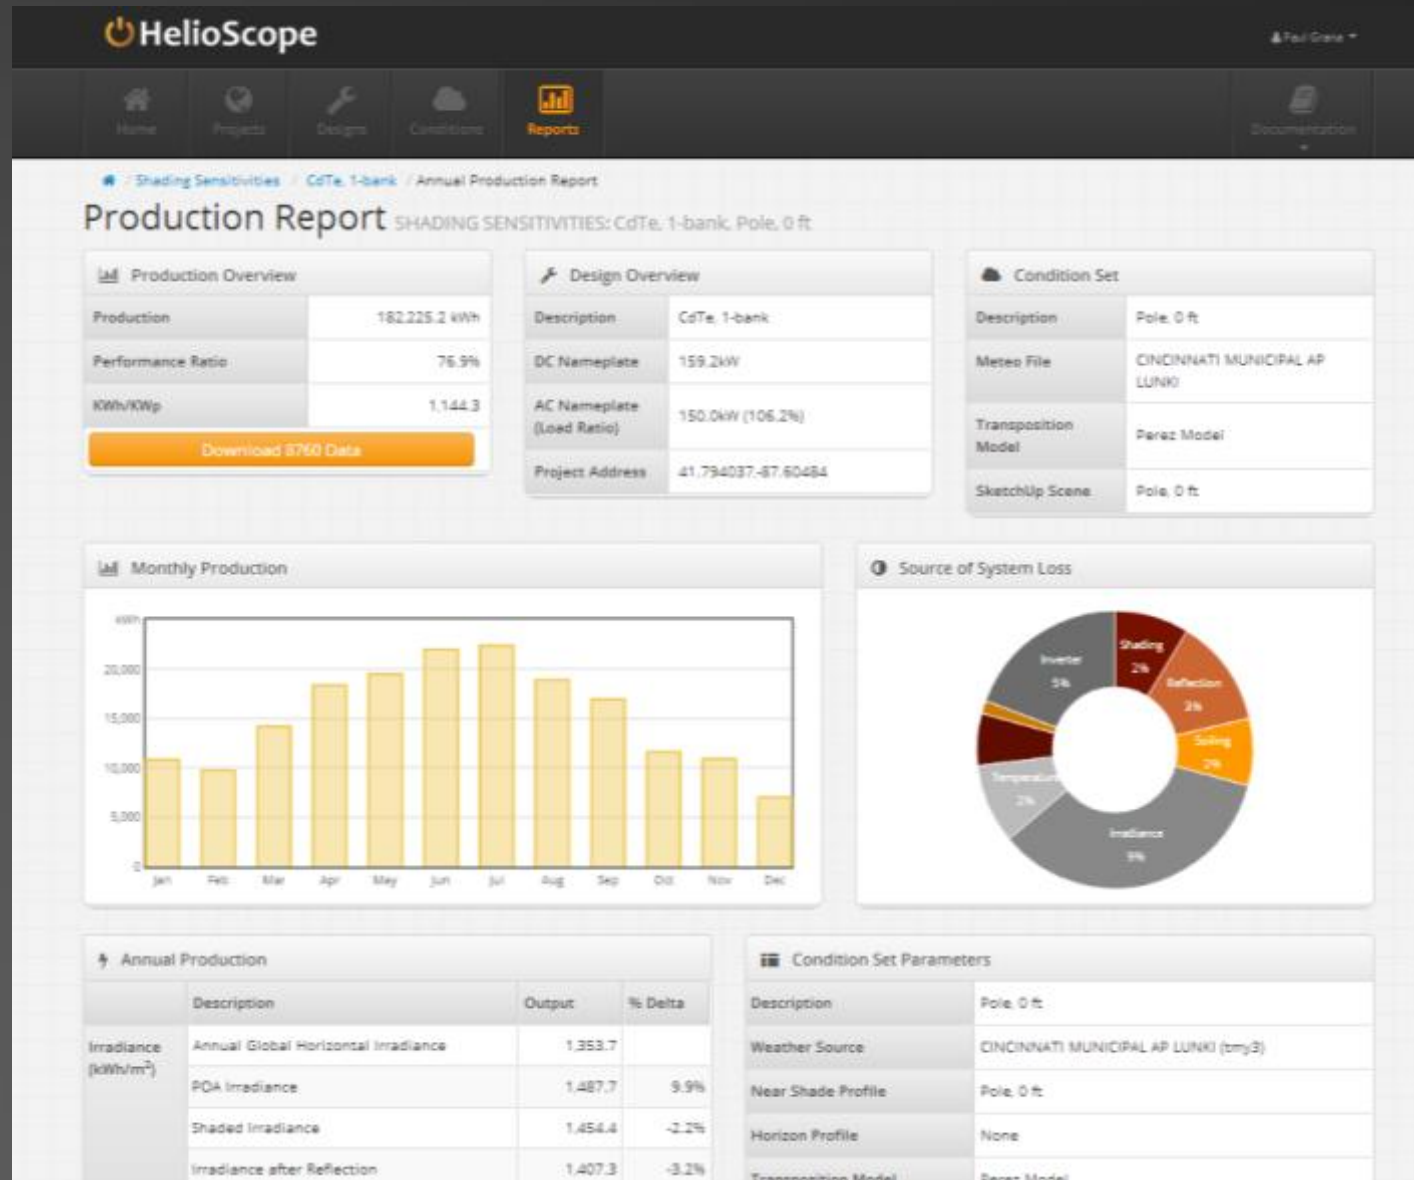 HelioScope
Paul Grana
Home
Projects
Designs
Conditions
Reports
Documentation
/ Shading Sensitivities / CdTe, 1-bank / Annual Production Report
Production Report SHADING SENSITIVITIES: CdTe, 1-bank, Pole, 0 ft
Production Overview
Production 182,225.2 kWh
Performance Ratio 76.9%
KWh/KWp 1,144.3
Download 8760 Data
Design Overview
Description CdTe, 1-bank
DC Nameplate 159.2kW
AC Nameplate
(Load Ratio)
150.0kW (106.2%)
Project Address 41.794037,-87.60484
Condition Set
Description Pole, 0 ft
Meteo File
CINCINNATI MUNICIPAL AP
LUNKI
Transposition
Model
Perez Model
SketchUp Scene Pole, 0 ft
Monthly Production
kWh
20,000
15,000
10,000
5,000
0
Jan Feb Mar Apr May Jun Jul Aug Sep Oct Nov Dec
Source of System Loss
Shading
2%
Reflection
3%
Soiling
2%
Irradiance
9%
Temperature
2%
Inverter
5%
Annual Production
Description Output % Delta
Irradiance
(kWh/m²)
Annual Global Horizontal Irradiance 1,353.7
POA Irradiance 1,487.7 9.9%
Shaded Irradiance 1,454.4 -2.2%
Irradiance after Reflection 1,407.3 -3.2%
Condition Set Parameters
Description Pole, 0 ft
Weather Source CINCINNATI MUNICIPAL AP LUNKI (tmy3)
Near Shade Profile Pole, 0 ft
Horizon Profile None
Transposition Model Perez Model